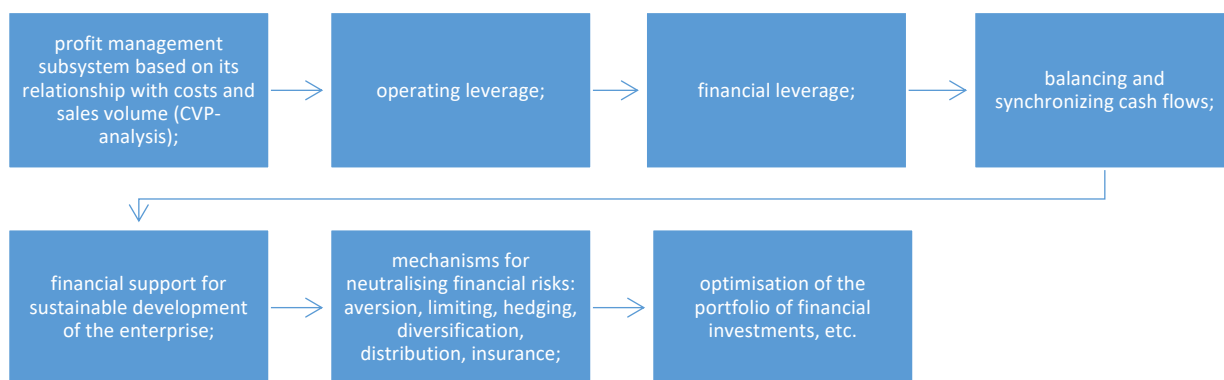 profit management
subsystem based on its
relationship with costs and
sales volume (CVP-
analysis);
operating leverage;
financial leverage;
balancing and
synchronizing cash flows;
financial support for
sustainable development
of the enterprise;
mechanisms for
neutralising financial risks:
aversion, limiting, hedging,
diversification,
distribution, insurance;
optimisation of the
portfolio of financial
investments, etc.